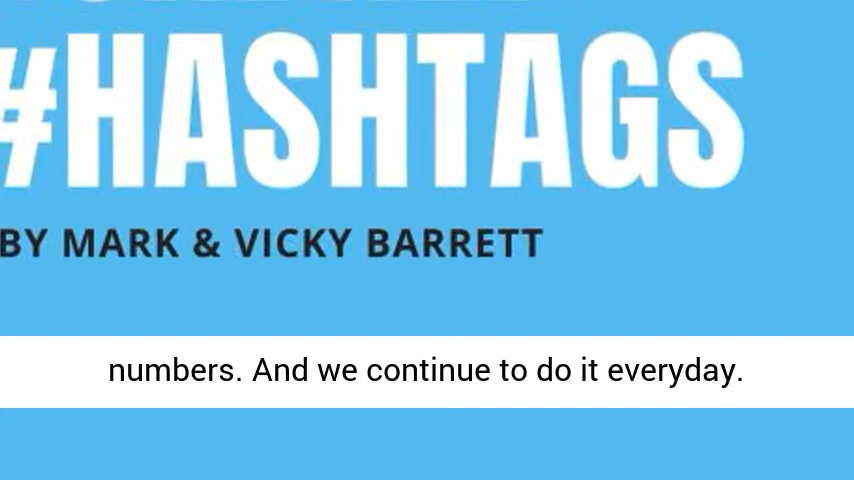 #HASHTAGS
BY MARK & VICKY BARRETT
numbers. And we continue to do it everyday.